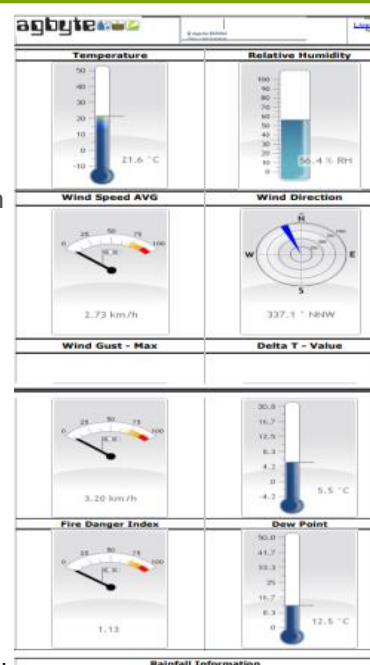 agbyte
Temperature
Relative Humidity
50
40
30
20
10
0
-10
21.6 °C
100
90
80
70
60
50
40
30
20
10
0
56.4 % RH
Wind Speed AVG
Wind Direction
0 25 50 75 100
2.73 km/h
N
W E
S
337.1 ° NNW
Wind Gust - Max
Delta T - Value
0 25 50 75 100
3.20 km/h
20.8
16.7
12.5
8.3
4.2
0
-4.2
5.5 °C
Fire Danger Index
Dew Point
0 25 50 75 100
1.13
50.0
41.7
33.3
25
16.7
8.3
0
12.5 °C
Rainfall Information